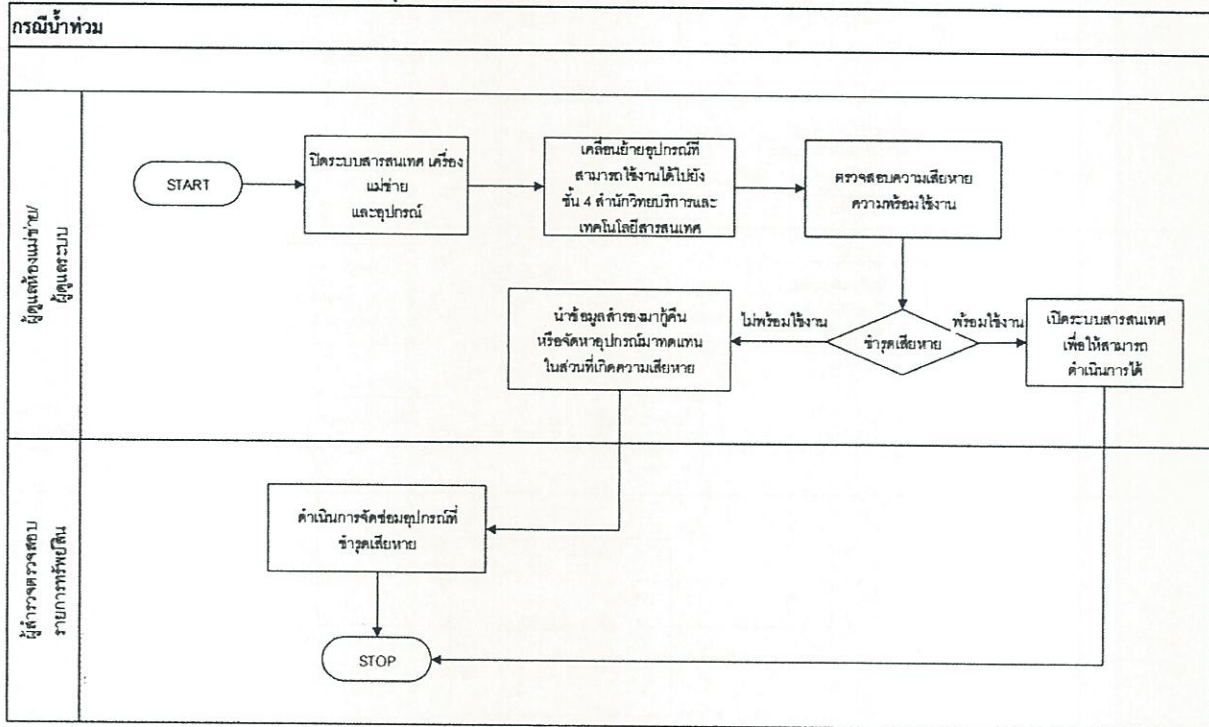 กรณีน้ำท่วม
ผู้ดูแลห้องแม่ข่าย/
ผู้ดูแลระบบ
START
ปิดระบบสารสนเทศ เครื่อง
แม่ข่าย
และอุปกรณ์
เคลื่อนย้ายอุปกรณ์ที่
สามารถใช้งานได้ไปยัง
ชั้น 4 สำนักวิทยบริการและ
เทคโนโลยีสารสนเทศ
ตรวจสอบความเสียหาย
ความพร้อมใช้งาน
นำข้อมูลสำรองมากู้คืน
หรือจัดหาอุปกรณ์มาทดแทน
ในส่วนที่เกิดความเสียหาย
ไม่พร้อมใช้งาน
ชำรุดเสียหาย
พร้อมใช้งาน
เปิดระบบสารสนเทศ
เพื่อให้สามารถ
ดำเนินการได้
ผู้สำรวจตรวจสอบ
รายการทรัพย์สิน
ดำเนินการจัดซ่อมอุปกรณ์ที่
ชำรุดเสียหาย
STOP